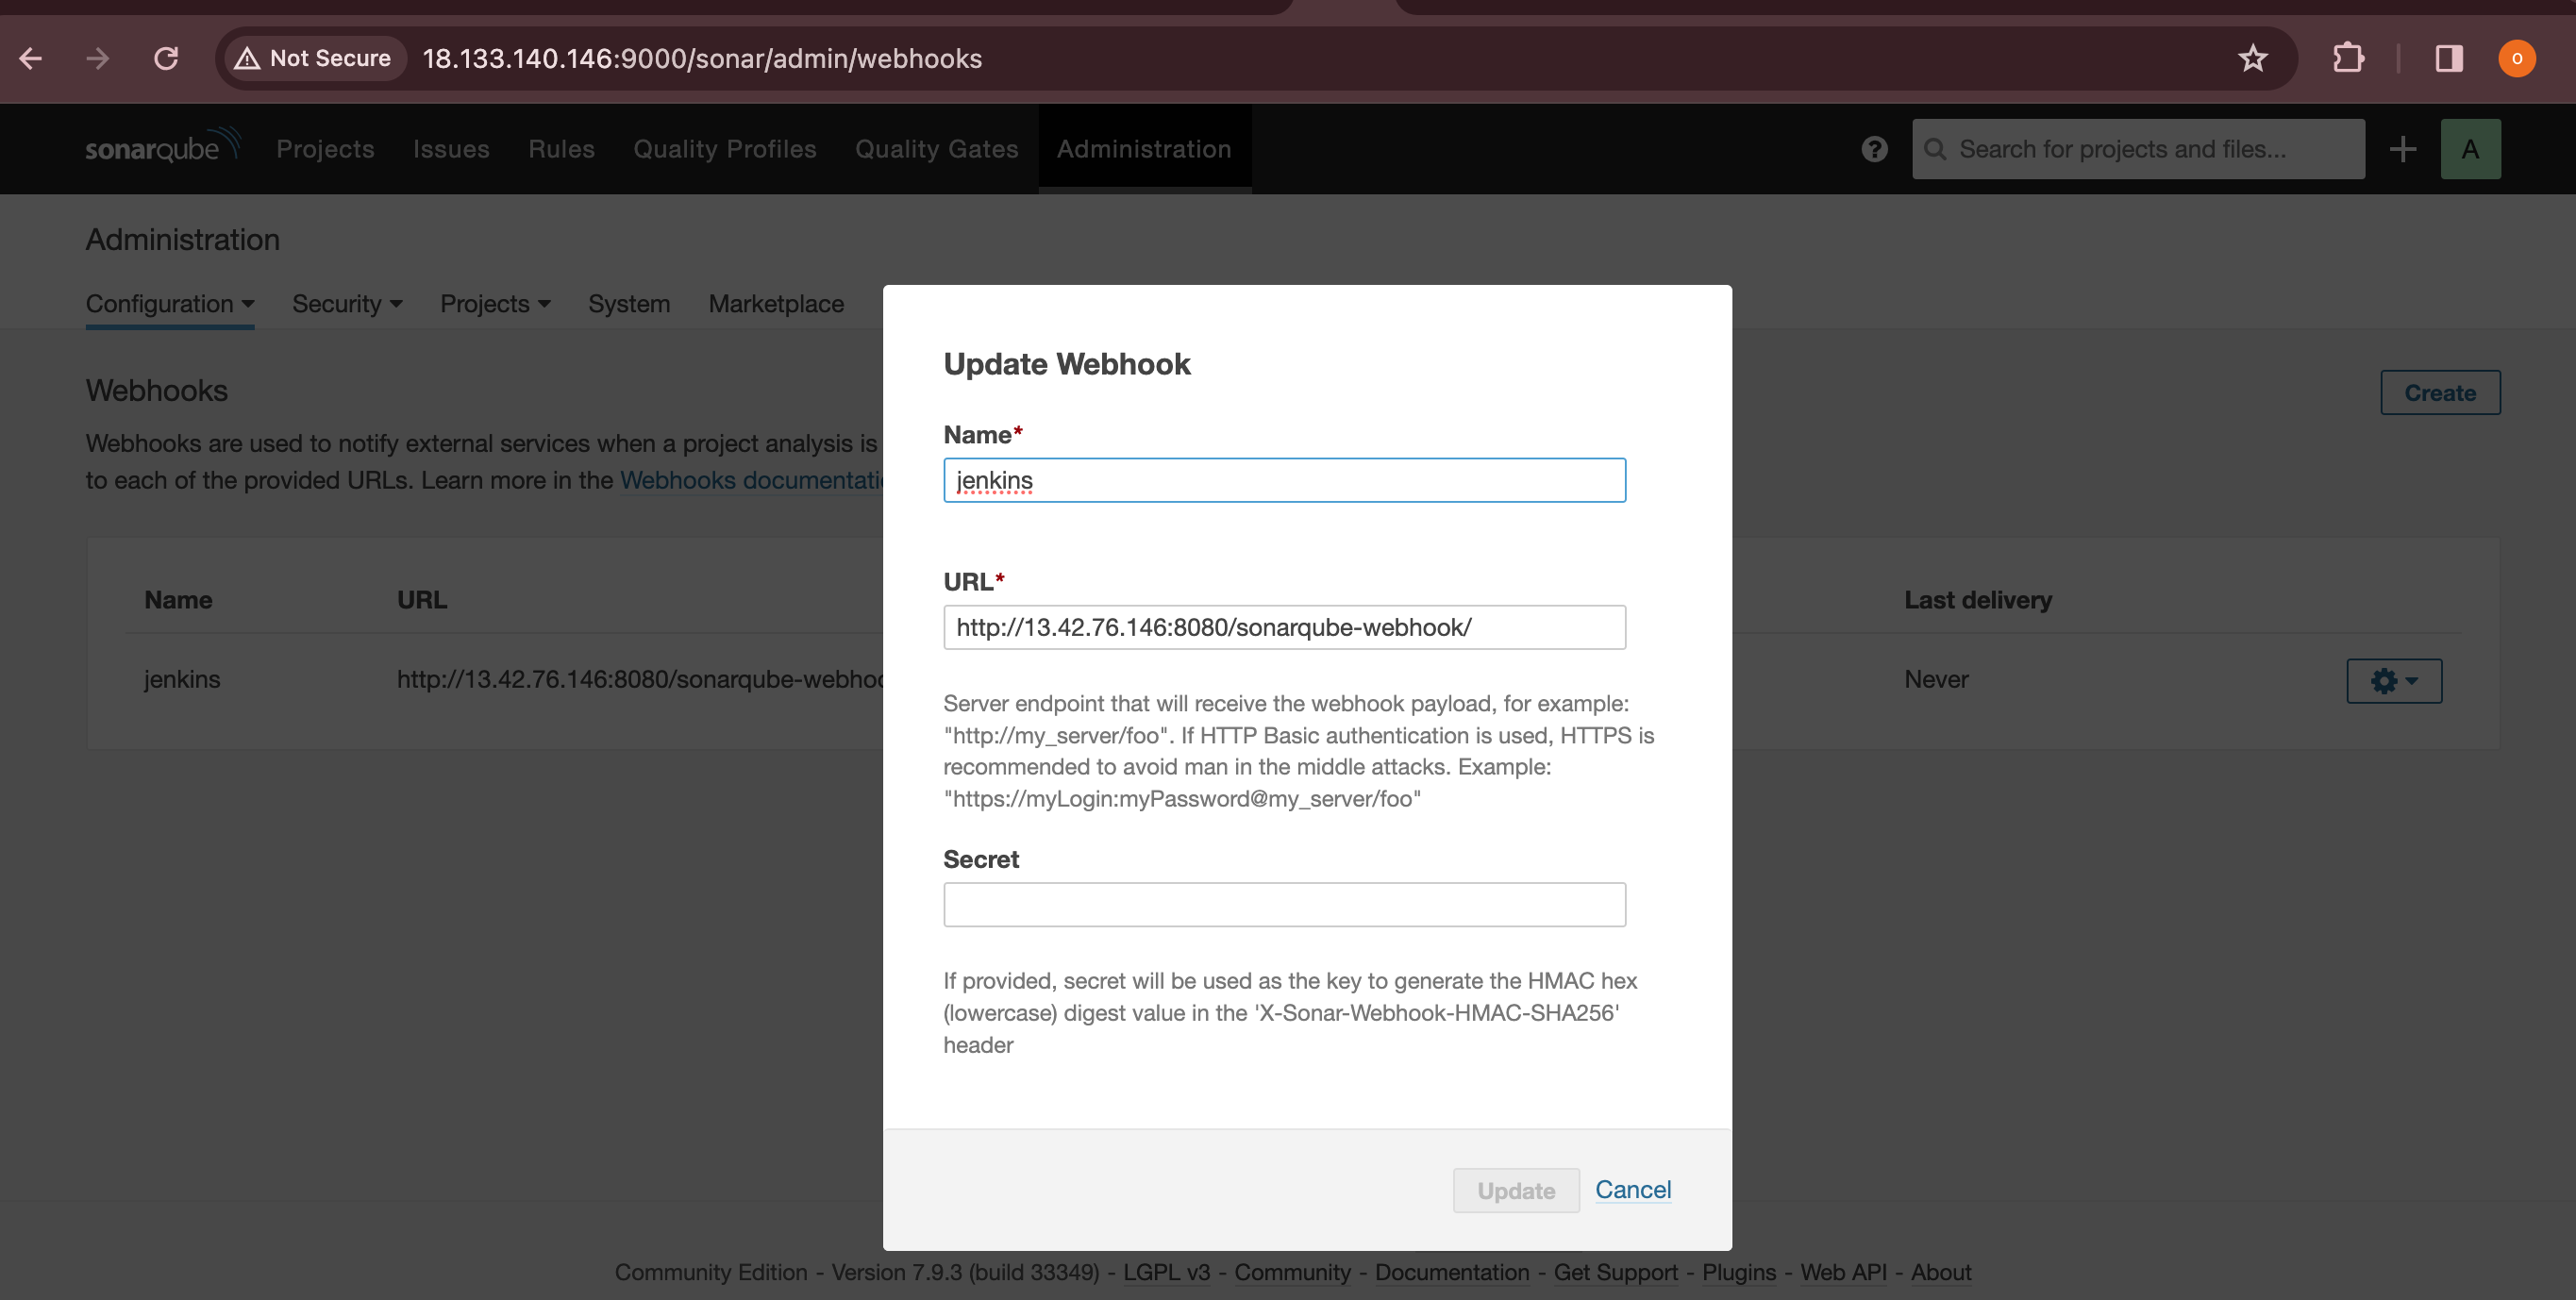 Not Secure 18.133.140.146:9000/sonar/admin/webhooks O
sonarqube Projects Issues Rules Quality Profiles Quality Gates Administration ? Search for projects and files... + A
Administration
Configuration Security Projects System Marketplace
Webhooks
Create
Webhooks are used to notify external services when a project analysis is
to each of the provided URLs. Learn more in the Webhooks documentati
Name URL Last delivery
jenkins http://13.42.76.146:8080/sonarqube-webhoo Never
Update Webhook
Name*
jenkins
URL*
http://13.42.76.146:8080/sonarqube-webhook/
Server endpoint that will receive the webhook payload, for example:
"http://my_server/foo". If HTTP Basic authentication is used, HTTPS is
recommended to avoid man in the middle attacks. Example:
"https://myLogin:myPassword@my_server/foo"
Secret
If provided, secret will be used as the key to generate the HMAC hex
(lowercase) digest value in the 'X-Sonar-Webhook-HMAC-SHA256'
header
Update Cancel
Community Edition - Version 7.9.3 (build 33349) - LGPL v3 - Community - Documentation - Get Support - Plugins - Web API - About